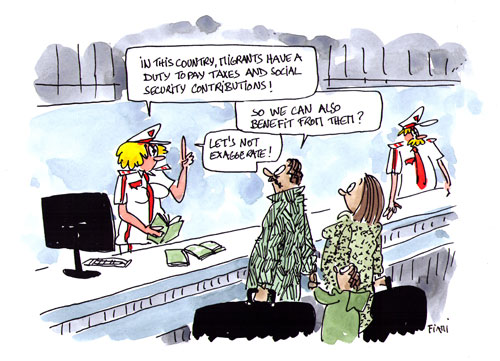 IN THIS COUNTRY, MIGRANTS HAVE A
DUTY TO PAY TAXES AND SOCIAL
SECURITY CONTRIBUTIONS!
SO WE CAN ALSO
BENEFIT FROM THEM?
LET'S NOT
EXAGGERATE!